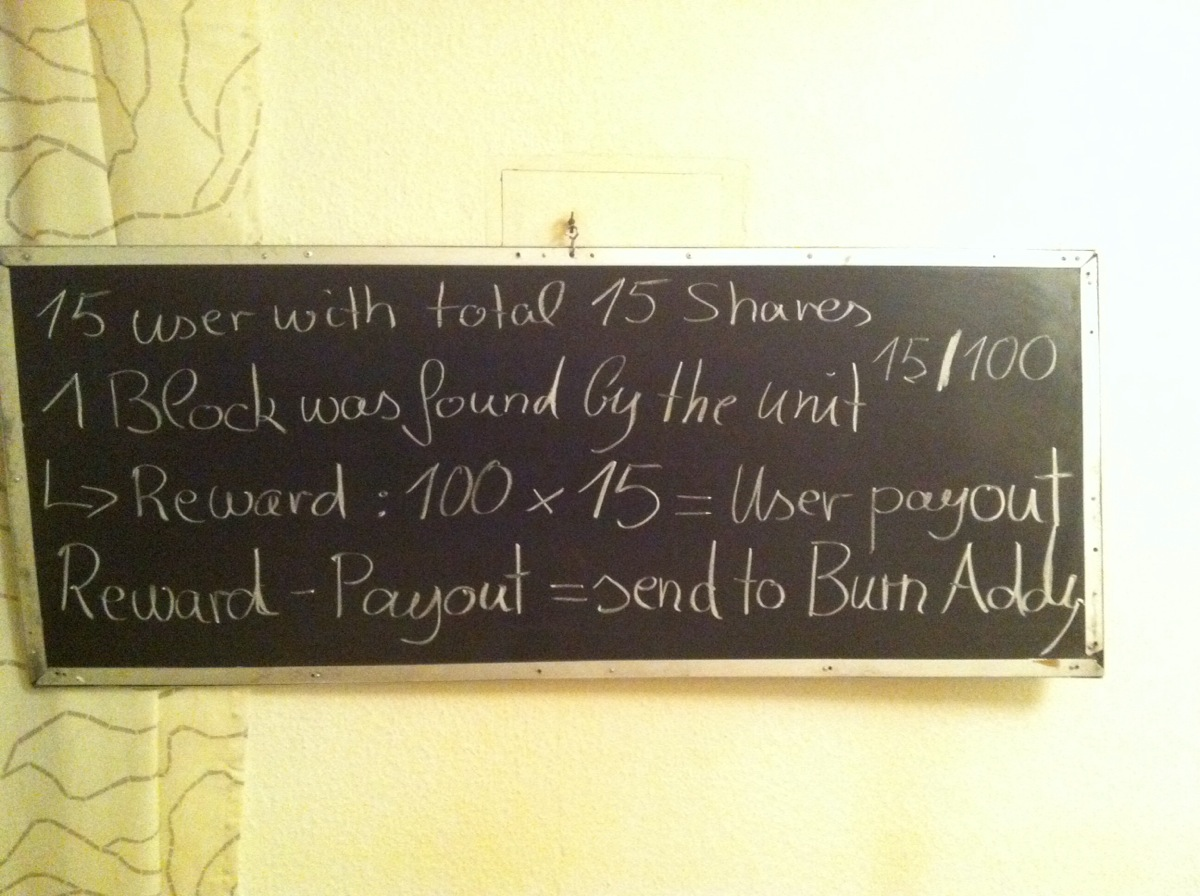 15 user with total 15 Shares
15/100
1 Block was found by the unit
↳ Reward : 100 × 15 = User payout
Reward - Payout = send to Burn Addy